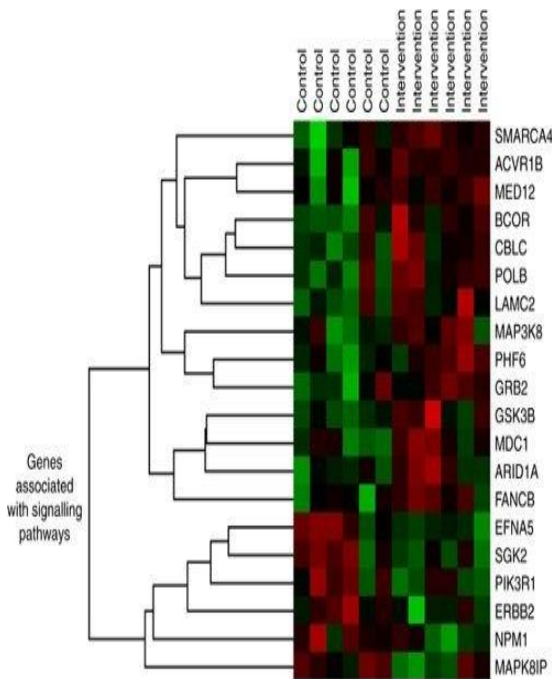 Control
Control
Control
Control
Control
Control
Intervention
Intervention
Intervention
Intervention
Intervention
Intervention
SMARCA4
ACVR1B
MED12
BCOR
CBLC
POLB
LAMC2
MAP3K8
PHF6
GRB2
GSK3B
MDC1
ARID1A
FANCB
EFNA5
SGK2
PIK3R1
ERBB2
NPM1
MAPK8IP
Genes
associated
with signalling
pathways